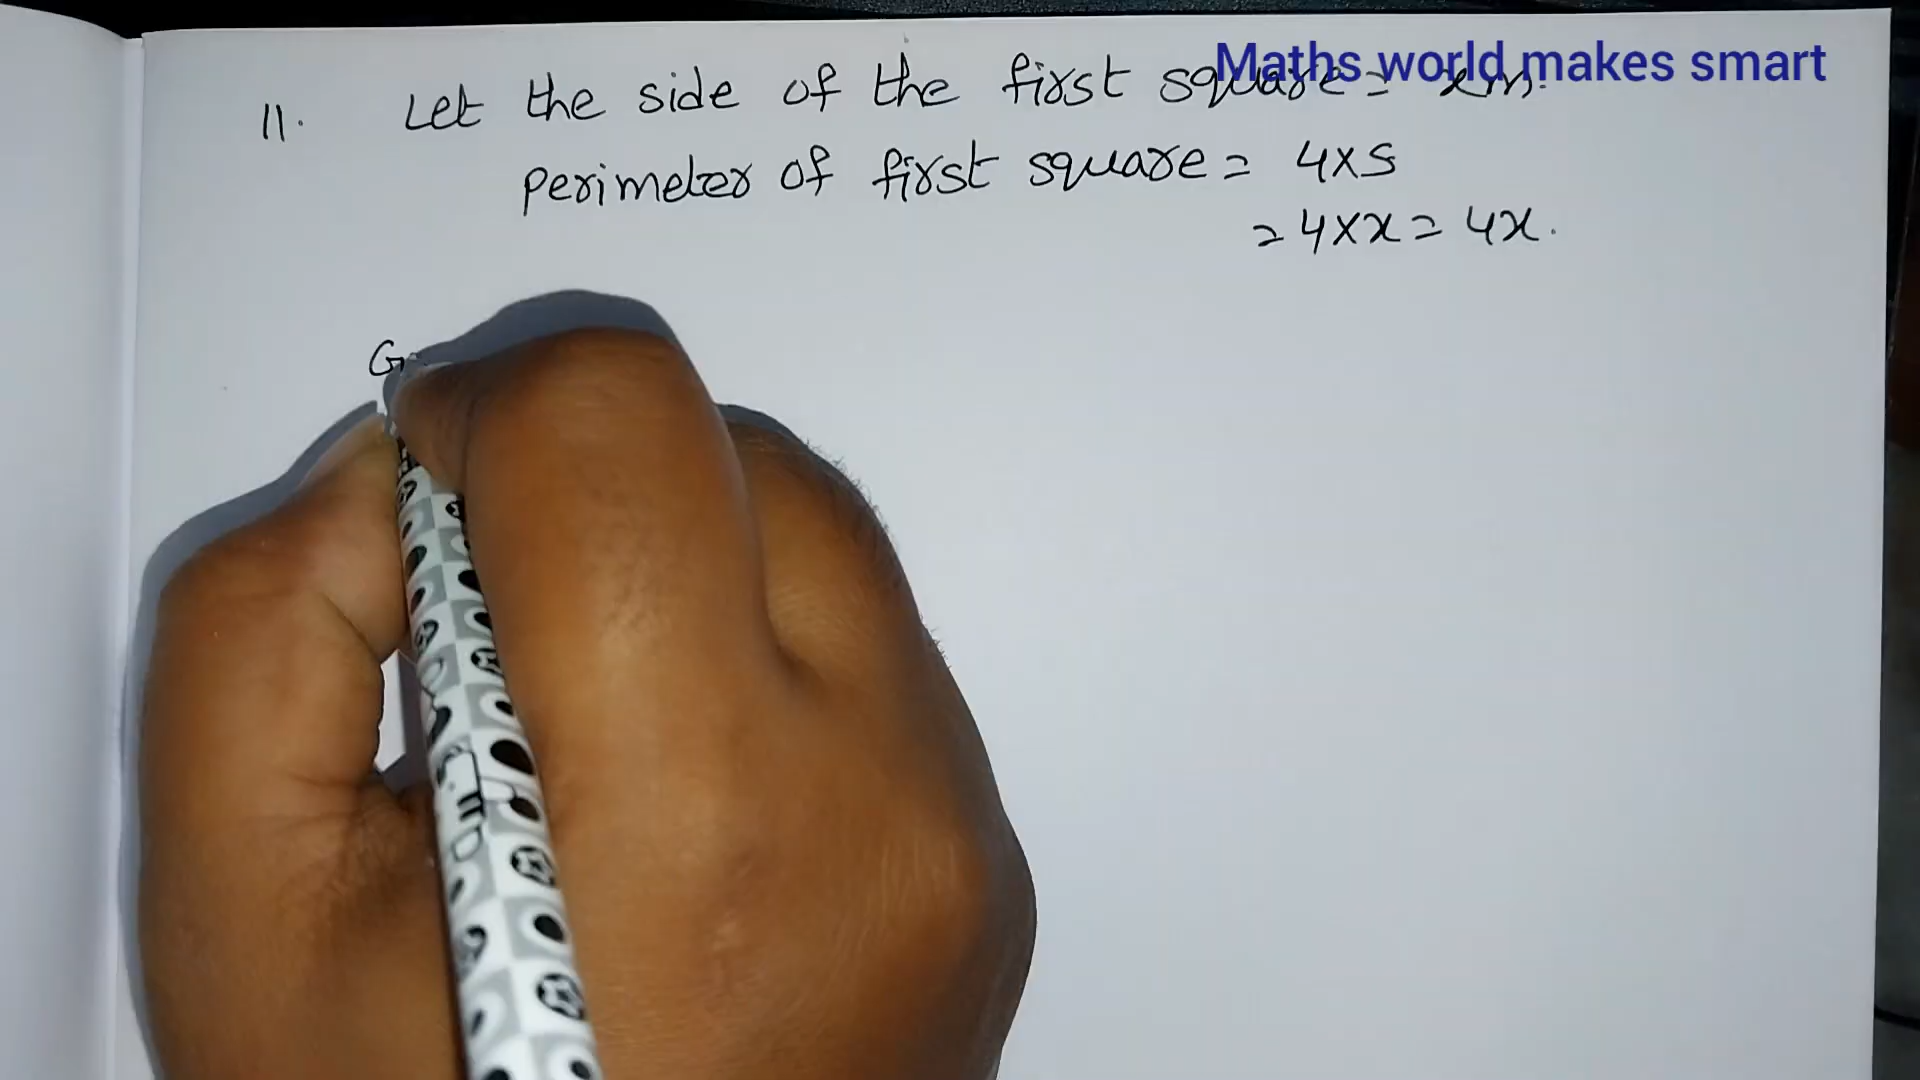 Maths world makes smart
11. Let the side of the first square = xm.
perimeter of first square = 4×s
= 4×x = 4x.
G